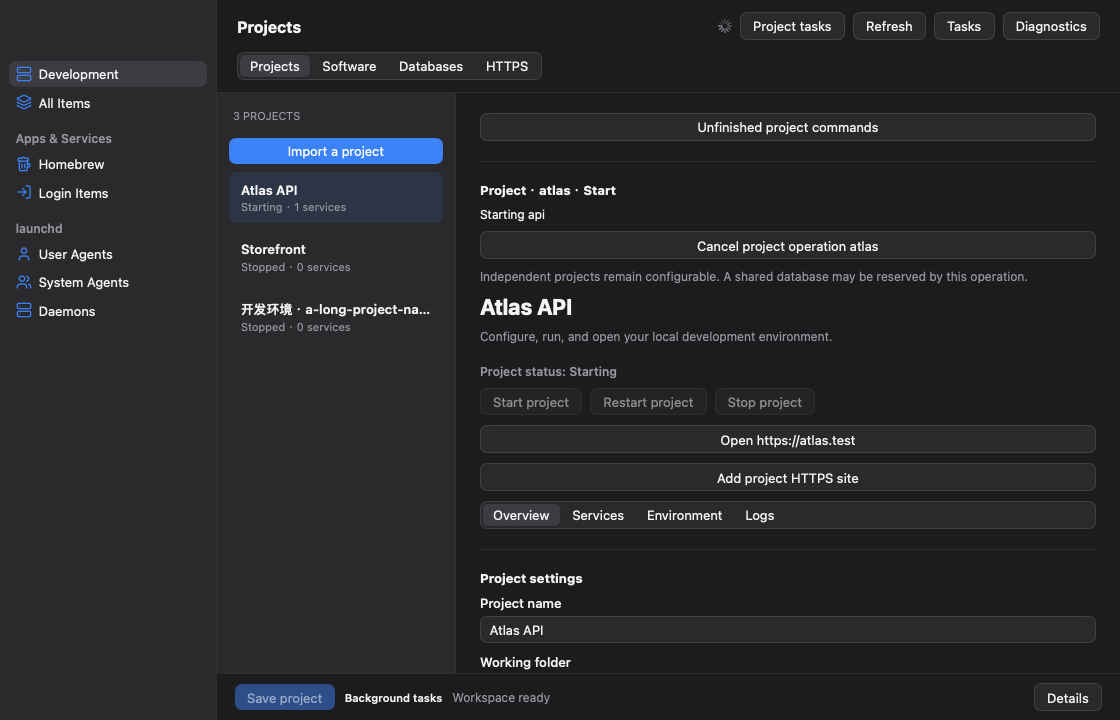 Projects
Project tasks
Refresh
Tasks
Diagnostics
Projects
Software
Databases
HTTPS
Development
All Items
Apps & Services
Homebrew
Login Items
launchd
User Agents
System Agents
Daemons
3 PROJECTS
Import a project
Atlas API
Starting · 1 services
Storefront
Stopped · 0 services
开发环境 · a-long-project-na...
Stopped · 0 services
Unfinished project commands
Project · atlas · Start
Starting api
Cancel project operation atlas
Independent projects remain configurable. A shared database may be reserved by this operation.
Atlas API
Configure, run, and open your local development environment.
Project status: Starting
Start project
Restart project
Stop project
Open https://atlas.test
Add project HTTPS site
Overview
Services
Environment
Logs
Project settings
Project name
Atlas API
Working folder
Save project
Background tasks
Workspace ready
Details